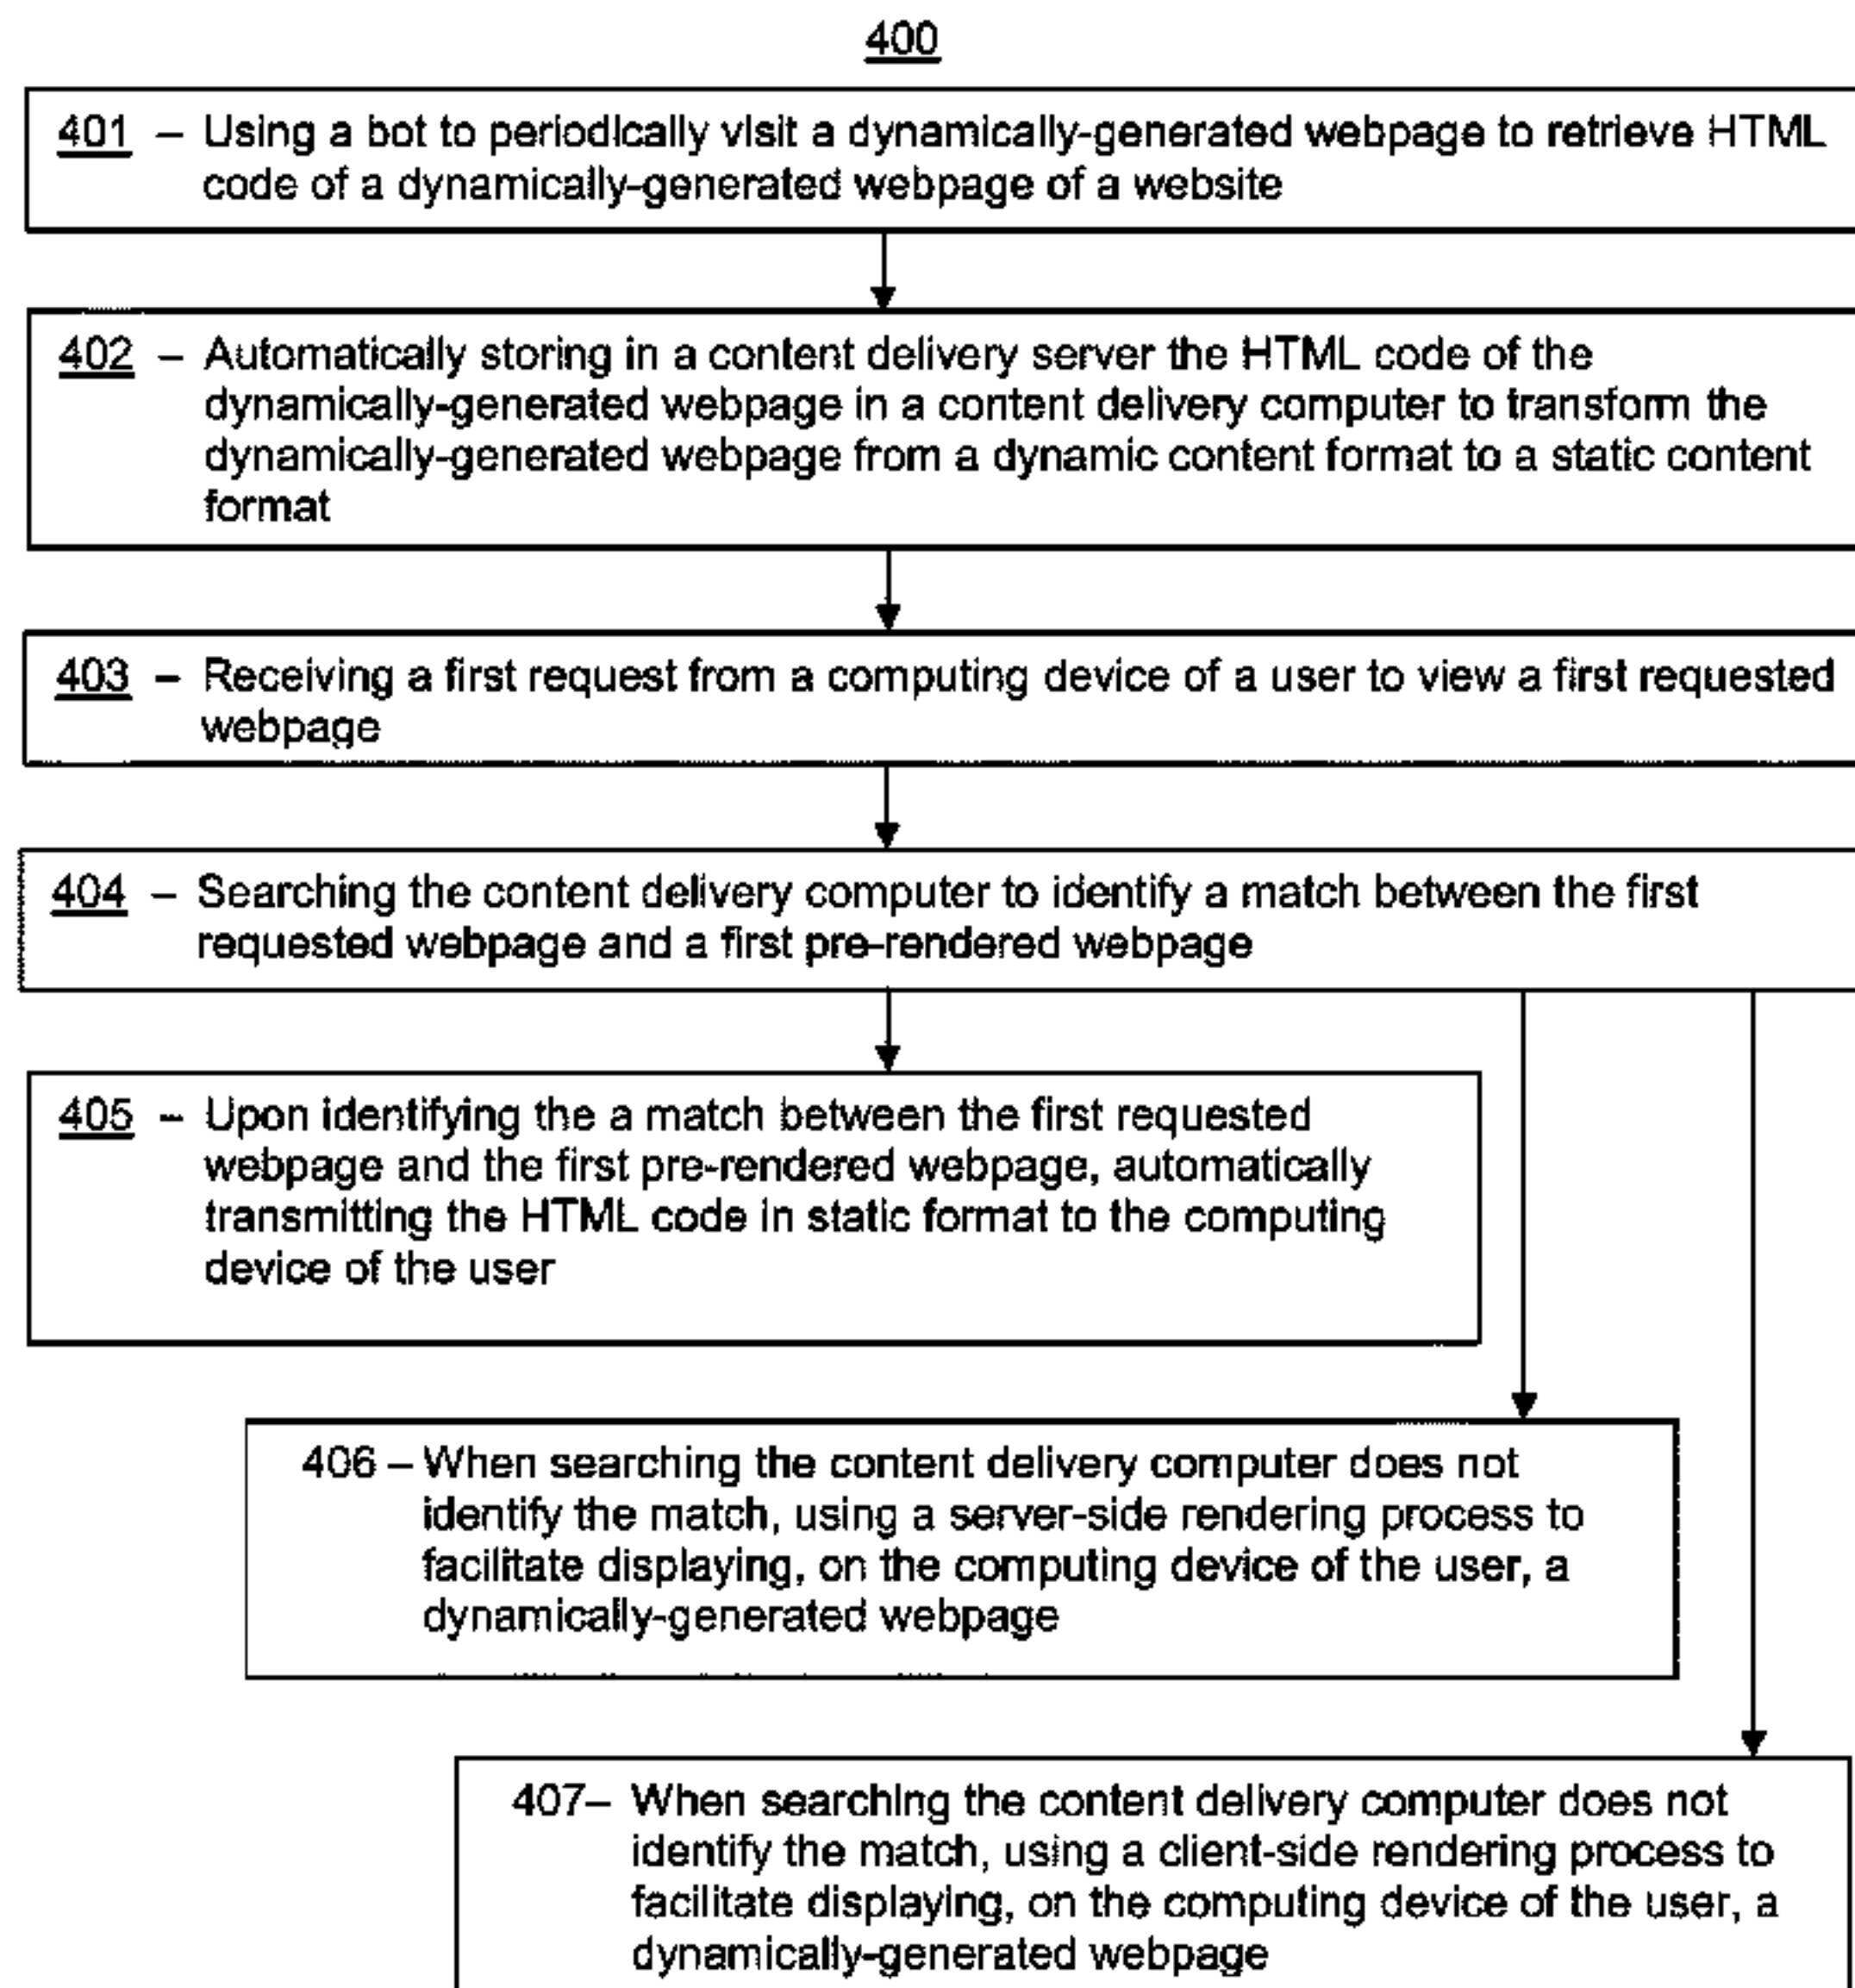 400
401 – Using a bot to periodically visit a dynamically-generated webpage to retrieve HTML
code of a dynamically-generated webpage of a website
402 – Automatically storing in a content delivery server the HTML code of the
dynamically-generated webpage in a content delivery computer to transform the
dynamically-generated webpage from a dynamic content format to a static content
format
403 – Receiving a first request from a computing device of a user to view a first requested
webpage
404 – Searching the content delivery computer to identify a match between the first
requested webpage and a first pre-rendered webpage
405 – Upon identifying the a match between the first requested
webpage and the first pre-rendered webpage, automatically
transmitting the HTML code in static format to the computing
device of the user
406 – When searching the content delivery computer does not
identify the match, using a server-side rendering process to
facilitate displaying, on the computing device of the user, a
dynamically-generated webpage
407– When searching the content delivery computer does not
identify the match, using a client-side rendering process to
facilitate displaying, on the computing device of the user, a
dynamically-generated webpage